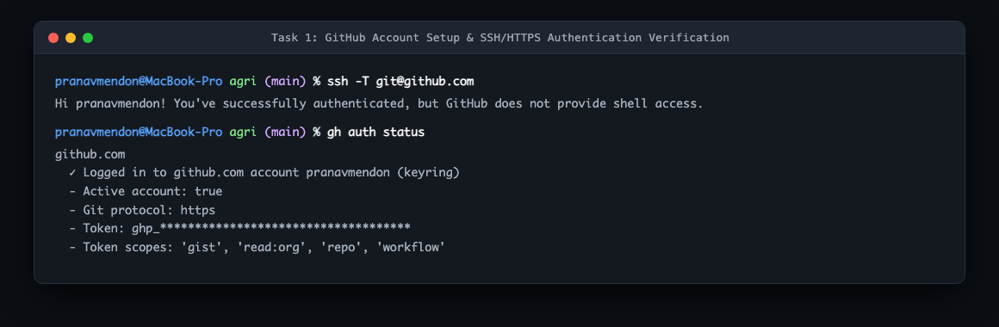 Task 1: GitHub Account Setup & SSH/HTTPS Authentication Verification
pranavmendon@MacBook-Pro agri (main) % ssh -T git@github.com
Hi pranavmendon! You've successfully authenticated, but GitHub does not provide shell access.
pranavmendon@MacBook-Pro agri (main) % gh auth status
github.com
✓ Logged in to github.com account pranavmendon (keyring)
- Active account: true
- Git protocol: https
- Token: ghp_************************************
- Token scopes: 'gist', 'read:org', 'repo', 'workflow'